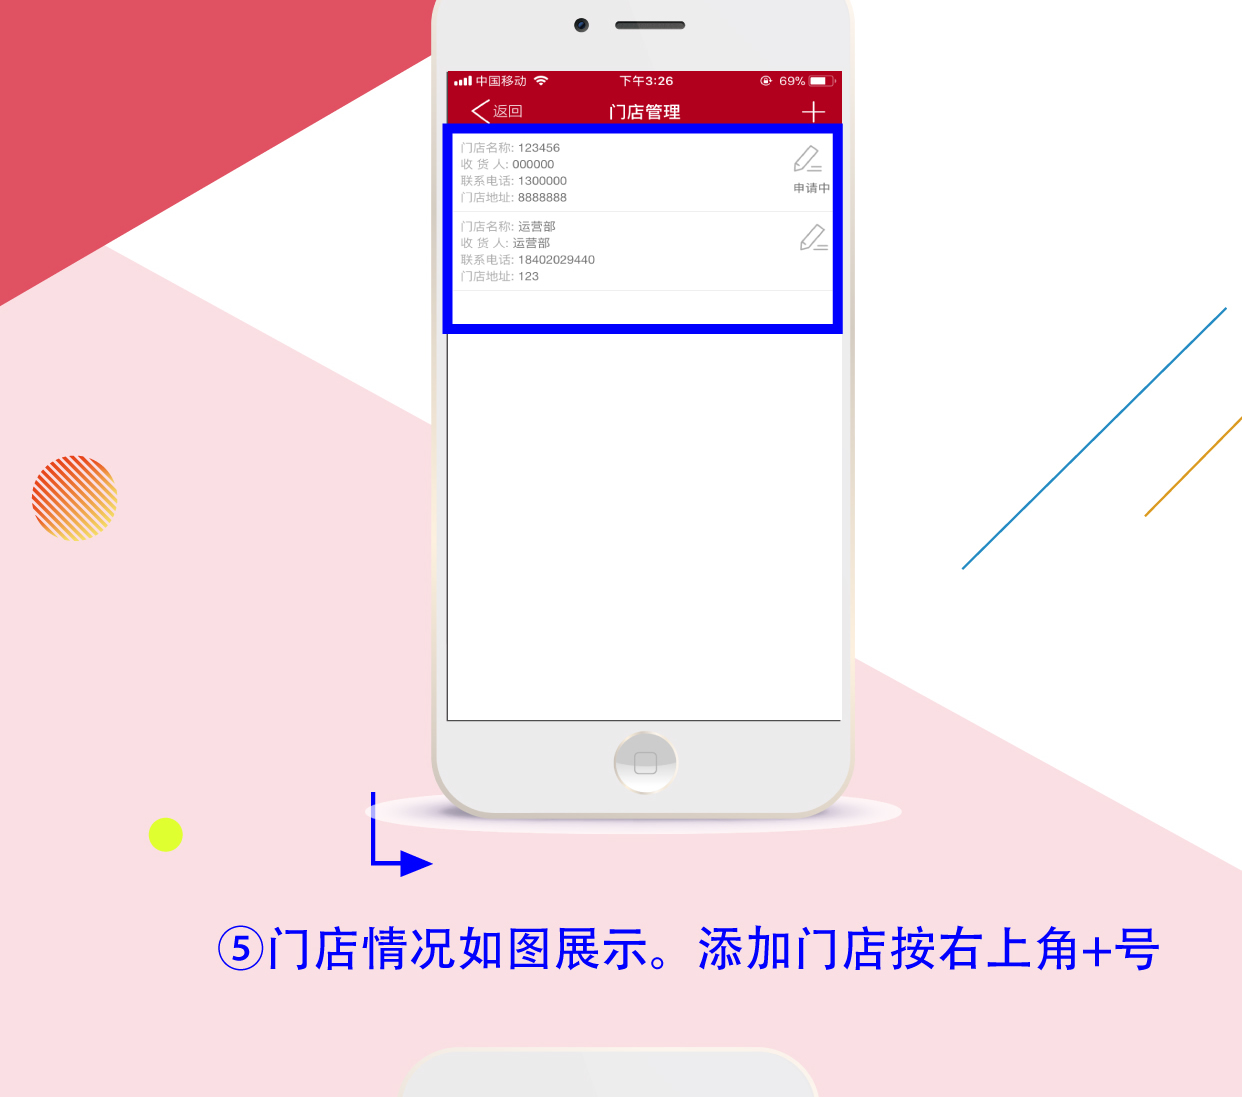 中国移动 下午3:26 69%
返回 门店管理
门店名称: 123456
收 货 人: 000000
联系电话: 1300000
门店地址: 8888888
申请中
门店名称: 运营部
收 货 人: 运营部
联系电话: 18402029440
门店地址: 123
⑤门店情况如图展示。添加门店按右上角+号